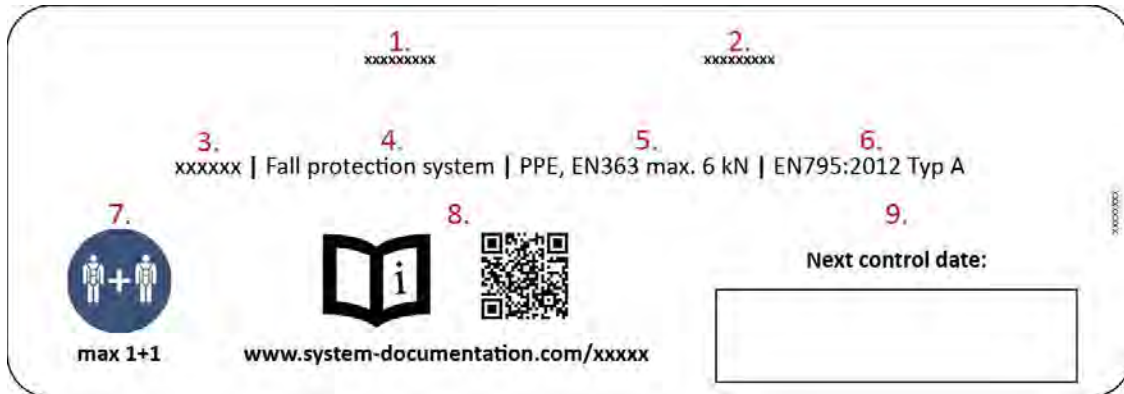 1. 2.
xxxxxxxxx xxxxxxxxx
3. 4. 5. 6.
xxxxxx | Fall protection system | PPE, EN363 max. 6 kN | EN795:2012 Typ A
7. 8. 9.
i
Next control date:
max 1+1
www.system-documentation.com/xxxxx
xxxxxxxx